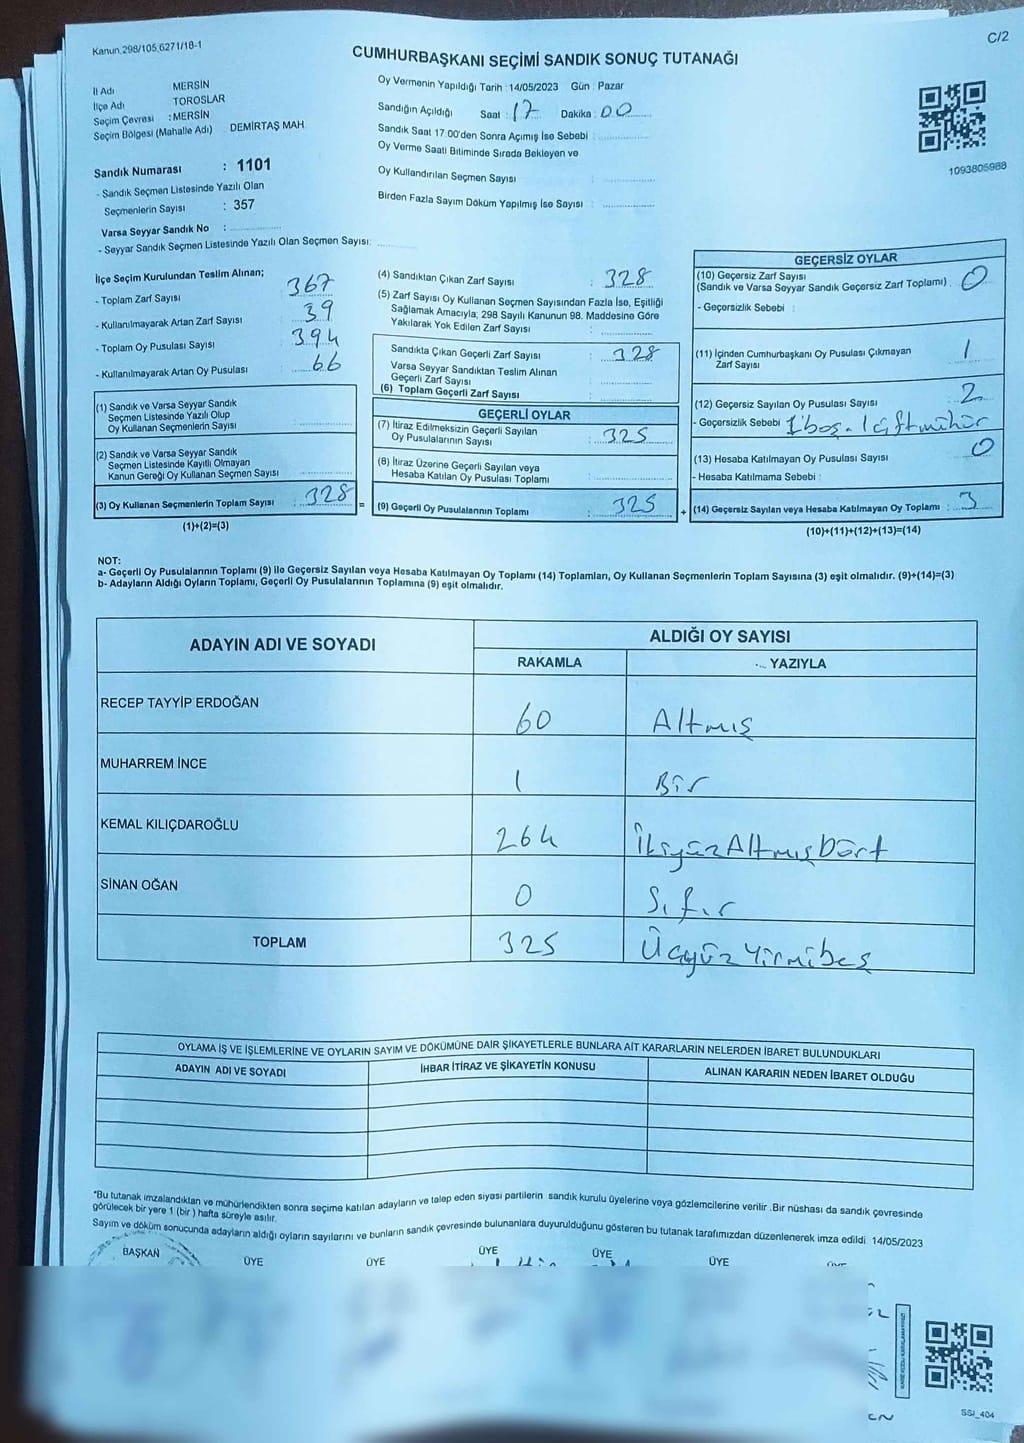 Kanun 298/105,6271/18-1
C/2
CUMHURBAŞKANI SEÇİMİ SANDIK SONUÇ TUTANAĞI
İl Adı MERSİN
İlçe Adı TOROSLAR
Seçim Çevresi : MERSİN
Seçim Bölgesi (Mahalle Adı) DEMİRTAŞ MAH
Sandık Numarası : 1101
- Sandık Seçmen Listesinde Yazılı Olan
Seçmenlerin Sayısı : 357
Varsa Seyyar Sandık No :
- Seyyar Sandık Seçmen Listesinde Yazılı Olan Seçmen Sayısı:
Oy Vermenin Yapıldığı Tarih : 14/05/2023 Gün : Pazar
Sandığın Açıldığı Saat : 17 Dakika : 00
Sandık Saat 17.00'den Sonra Açımış İse Sebebi :
Oy Verme Saati Bitiminde Sırada Bekleyen ve
Oy Kullandırılan Seçmen Sayısı :
Birden Fazla Sayım Döküm Yapılmış İse Sayısı :
1093805988
İlçe Seçim Kurulundan Teslim Alınan;
- Toplam Zarf Sayısı 367
- Kullanılmayarak Artan Zarf Sayısı 39
- Toplam Oy Pusulası Sayısı 394
- Kullanılmayarak Artan Oy Pusulası 66
(1) Sandık ve Varsa Seyyar Sandık
Seçmen Listesinde Yazılı Olup
Oy Kullanan Seçmenlerin Sayısı :
(2) Sandık ve Varsa Seyyar Sandık
Seçmen Listesinde Kayıtlı Olmayan
Kanun Gereği Oy Kullanan Seçmen Sayısı
(3) Oy Kullanan Seçmenlerin Toplam Sayısı : 328 =
(1)+(2)=(3)
(4) Sandıktan Çıkan Zarf Sayısı : 328
(5) Zarf Sayısı Oy Kullanan Seçmen Sayısından Fazla İse, Eşitliği
Sağlamak Amacıyla; 298 Sayılı Kanunun 98. Maddesine Göre
Yakılarak Yok Edilen Zarf Sayısı :
Sandıkta Çıkan Geçerli Zarf Sayısı : 328
Varsa Seyyar Sandıktan Teslim Alınan
Geçerli Zarf Sayısı :
(6) Toplam Geçerli Zarf Sayısı :
GEÇERLİ OYLAR
(7) İtiraz Edilmeksizin Geçerli Sayılan
Oy Pusulalarının Sayısı : 325
(8) İtiraz Üzerine Geçerli Sayılan veya
Hesaba Katılan Oy Pusulası Toplamı :
(9) Geçerli Oy Pusulalarının Toplamı : 325 +
GEÇERSİZ OYLAR
(10) Geçersiz Zarf Sayısı
(Sandık ve Varsa Seyyar Sandık Geçersiz Zarf Toplamı) 0
- Geçersizlik Sebebi :
(11) İçinden Cumhurbaşkanı Oy Pusulası Çıkmayan
Zarf Sayısı 1
(12) Geçersiz Sayılan Oy Pusulası Sayısı : 2
- Geçersizlik Sebebi 1 boş - 1 çift mühür
(13) Hesaba Katılmayan Oy Pusulası Sayısı : 0
- Hesaba Katılmama Sebebi :
(14) Geçersiz Sayılan veya Hesaba Katılmayan Oy Toplamı : 3
(10)+(11)+(12)+(13)=(14)
NOT:
a- Geçerli Oy Pusulalarının Toplamı (9) ile Geçersiz Sayılan veya Hesaba Katılmayan Oy Toplamı (14) Toplamları, Oy Kullanan Seçmenlerin Toplam Sayısına (3) eşit olmalıdır. (9)+(14)=(3)
b- Adayların Aldığı Oyların Toplamı, Geçerli Oy Pusulalarının Toplamına (9) eşit olmalıdır.
ADAYIN ADI VE SOYADI ALDIĞI OY SAYISI
RAKAMLA YAZIYLA
RECEP TAYYİP ERDOĞAN 60 Altmış
MUHARREM İNCE 1 Bir
KEMAL KILIÇDAROĞLU 264 İkiyüzAltmışDört
SİNAN OĞAN 0 Sıfır
TOPLAM 325 Üçyüzyirmibeş
OYLAMA İŞ VE İŞLEMLERİNE VE OYLARIN SAYIM VE DÖKÜMÜNE DAİR ŞİKAYETLERLE BUNLARA AİT KARARLARIN NELERDEN İBARET BULUNDUKLARI
ADAYIN ADI VE SOYADI İHBAR İTİRAZ VE ŞİKAYETİN KONUSU ALINAN KARARIN NEDEN İBARET OLDUĞU
*Bu tutanak imzalandıktan ve mühürlendikten sonra seçime katılan adayların ve talep eden siyasi partilerin sandık kurulu üyelerine veya gözlemcilerine verilir .Bir nüshası da sandık çevresinde
görülecek bir yere 1 (bir ) hafta süreyle asılır.
Sayım ve döküm sonucunda adayların aldığı oyların sayılarını ve bunların sandık çevresinde bulunanlara duyurulduğunu gösteren bu tutanak tarafımızdan düzenlenerek imza edildi 14/05/2023
BAŞKAN ÜYE ÜYE ÜYE ÜYE ÜYE
SSİ_404